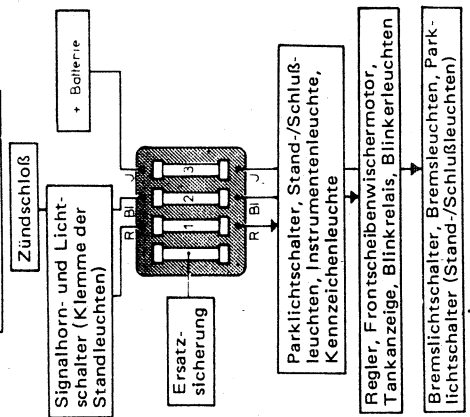 + Batterie
Zündschloß
Signalhorn- und Licht-
schalter (Klemme der
Standleuchten)
R Bl J
1 2 3
R Bl J
Ersatz-
sicherung
Parklichtschalter, Stand-/Schluß-
leuchten, Instrumentenleuchte,
Kennzeichenleuchte
Regler, Frontscheibenwischermotor,
Tankanzeige, Blinkrelais, Blinkerleuchten
Bremslichtschalter, Bremsleuchten, Park-
lichtschalter (Stand-/Schlußleuchten)